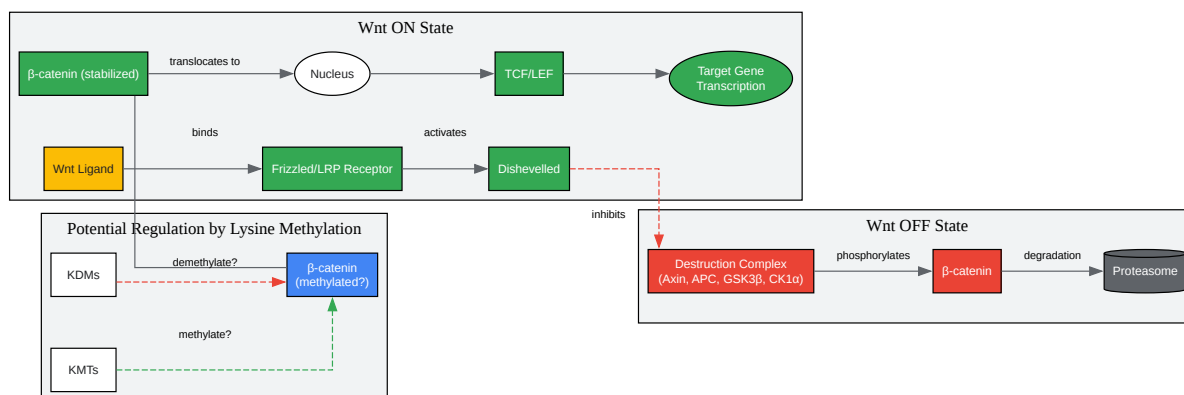 Wnt ON State
β-catenin (stabilized)
translocates to
Nucleus
TCF/LEF
Target Gene
Transcription
Wnt Ligand
binds
Frizzled/LRP Receptor
activates
Dishevelled
inhibits
Potential Regulation by Lysine Methylation
KDMs
demethylate?
β-catenin
(methylated?)
methylate?
KMTs
Wnt OFF State
Destruction Complex
(Axin, APC, GSK3β, CK1α)
phosphorylates
β-catenin
degradation
Proteasome